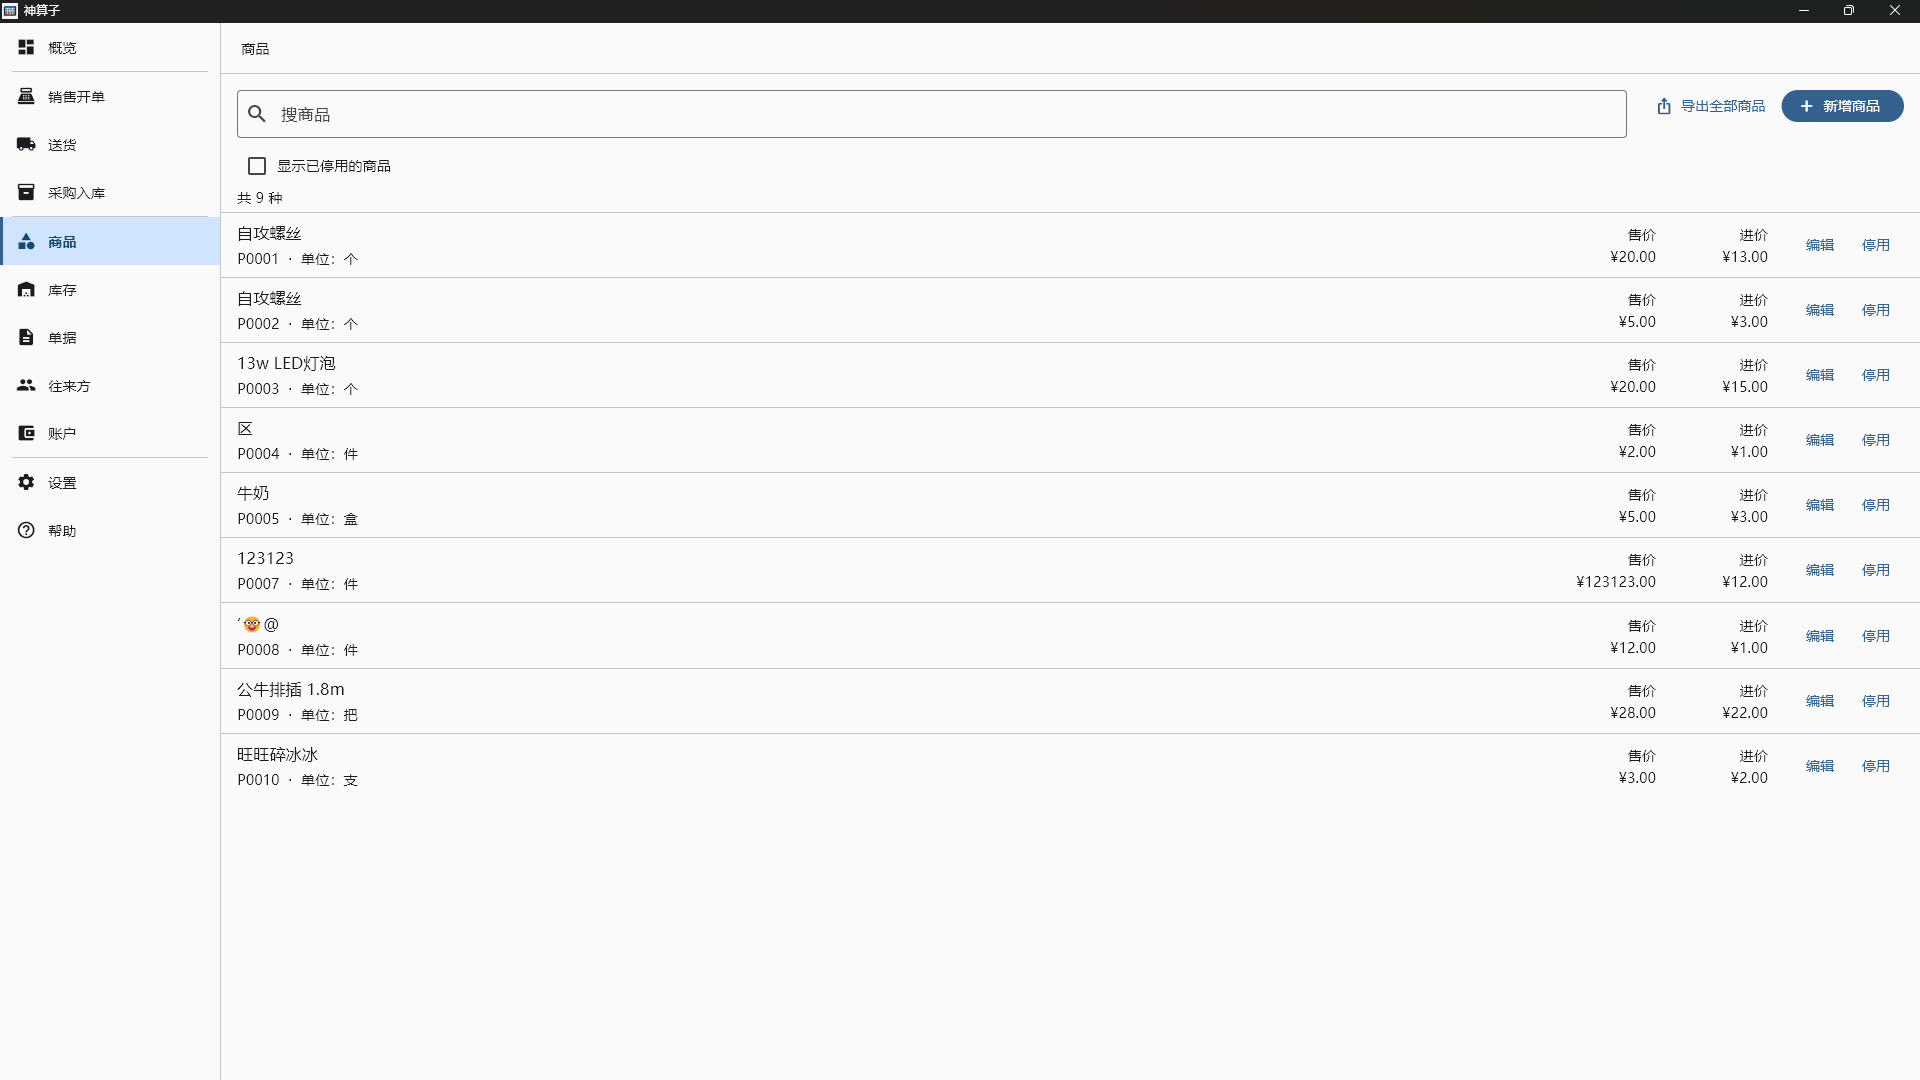 神算子
概览
销售开单
送货
采购入库
商品
库存
单据
往来方
账户
设置
帮助
商品
搜商品
导出全部商品
+ 新增商品
显示已停用的商品
共 9 种
自攻螺丝
P0001 · 单位：个
售价 ¥20.00
进价 ¥13.00
编辑 停用
自攻螺丝
P0002 · 单位：个
售价 ¥5.00
进价 ¥3.00
编辑 停用
13w LED灯泡
P0003 · 单位：个
售价 ¥20.00
进价 ¥15.00
编辑 停用
区
P0004 · 单位：件
售价 ¥2.00
进价 ¥1.00
编辑 停用
牛奶
P0005 · 单位：盒
售价 ¥5.00
进价 ¥3.00
编辑 停用
123123
P0007 · 单位：件
售价 ¥123123.00
进价 ¥12.00
编辑 停用
'🤡@
P0008 · 单位：件
售价 ¥12.00
进价 ¥1.00
编辑 停用
公牛排插 1.8m
P0009 · 单位：把
售价 ¥28.00
进价 ¥22.00
编辑 停用
旺旺碎冰冰
P0010 · 单位：支
售价 ¥3.00
进价 ¥2.00
编辑 停用